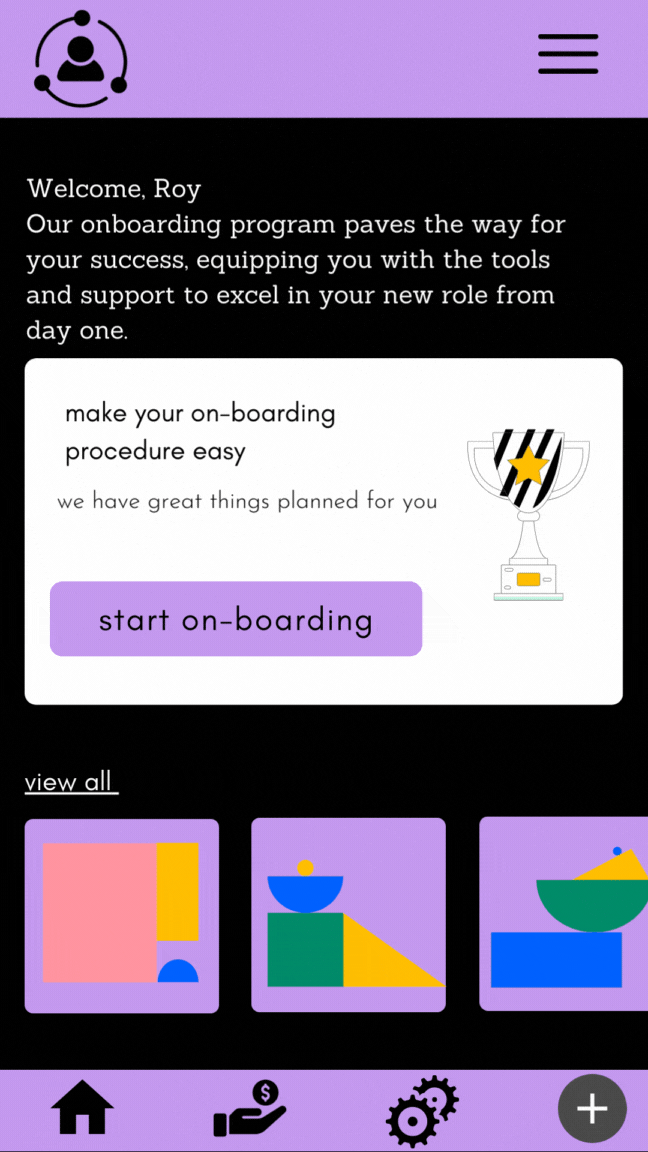 Welcome, Roy
Our onboarding program paves the way for
your success, equipping you with the tools
and support to excel in your new role from
day one.
make your on-boarding
procedure easy
we have great things planned for you
start on-boarding
view all
$